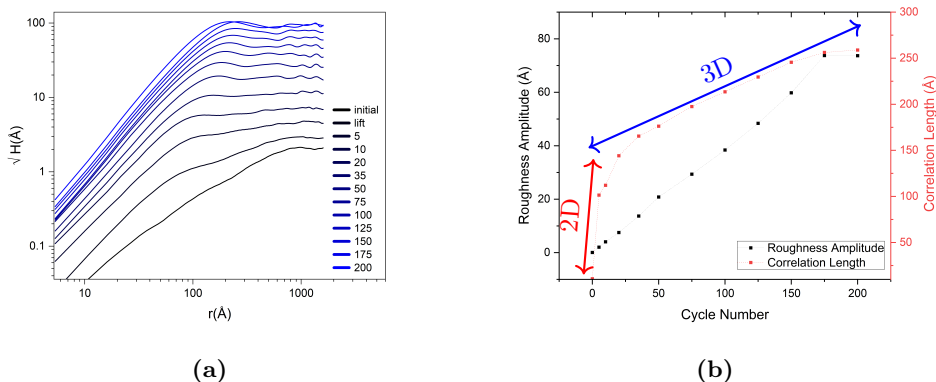 100
10
1
0.1
√H(Å)
10
100
1000
r(Å)
initial
lift
5
10
20
35
50
75
100
125
150
175
200
(a)
80
60
40
20
0
Roughness Amplitude (Å)
0
50
100
150
200
Cycle Number
300
250
200
150
100
50
Correlation Length (Å)
3D
2D
Roughness Amplitude
Correlation Length
(b)